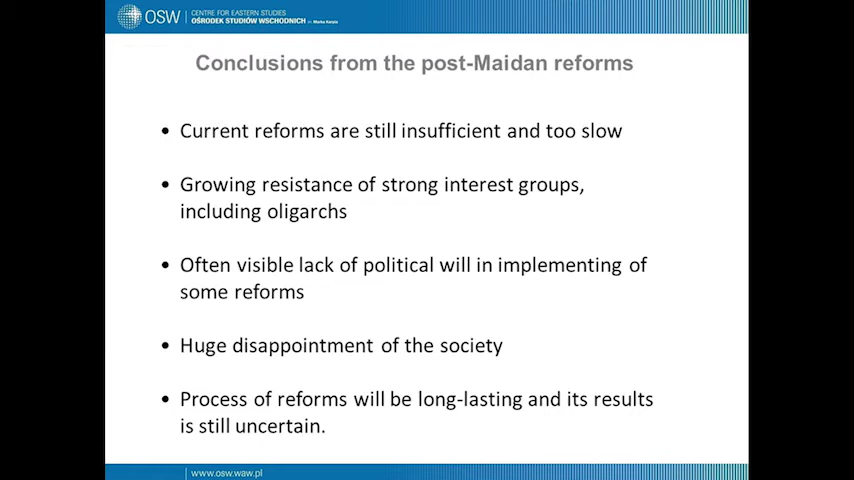 OSW
CENTRE FOR EASTERN STUDIES
OŚRODEK STUDIÓW WSCHODNICH im. Marka Karpia
Conclusions from the post-Maidan reforms
• Current reforms are still insufficient and too slow
• Growing resistance of strong interest groups,
including oligarchs
• Often visible lack of political will in implementing of
some reforms
• Huge disappointment of the society
• Process of reforms will be long-lasting and its results
is still uncertain.
www.osw.waw.pl